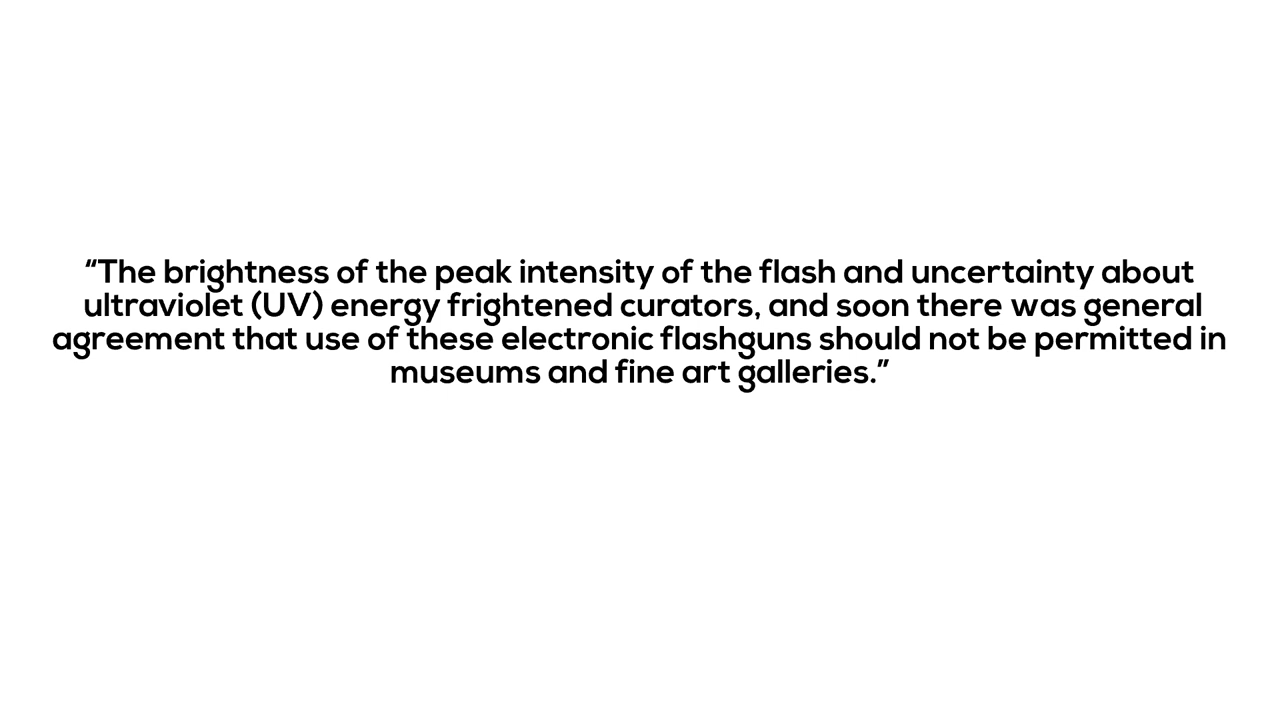 “The brightness of the peak intensity of the flash and uncertainty about
ultraviolet (UV) energy frightened curators, and soon there was general
agreement that use of these electronic flashguns should not be permitted in
museums and fine art galleries.”